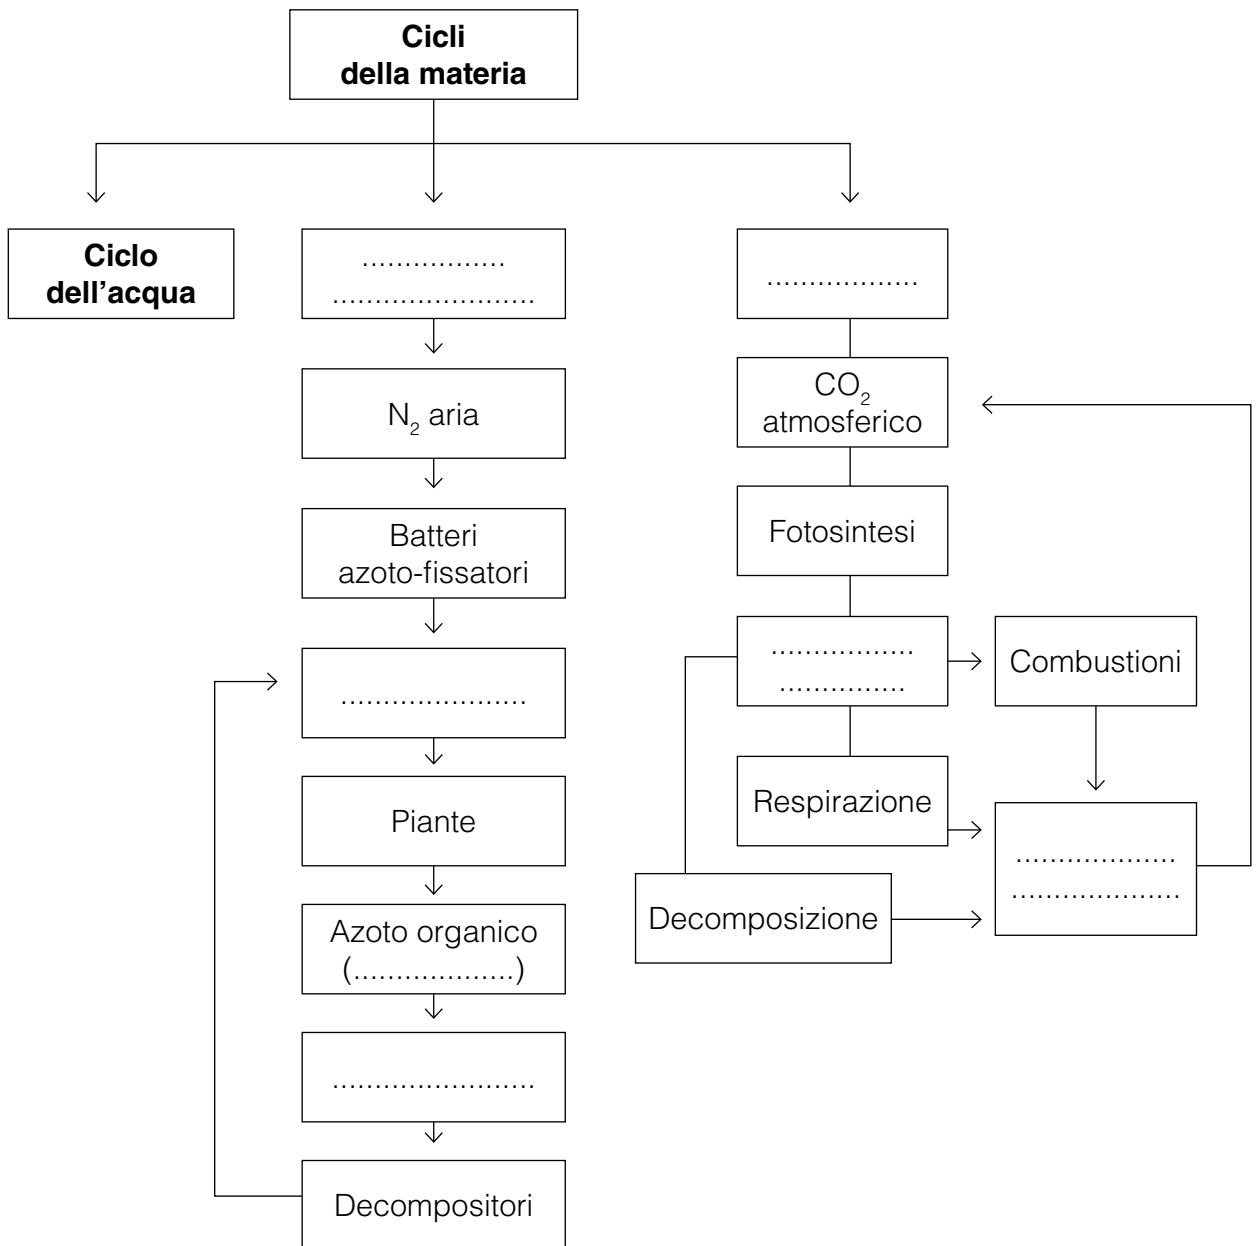 Cicli
della materia
Ciclo
dell'acqua
.................
........................
..................
N₂ aria
CO₂
atmosferico
Batteri
azoto-fissatori
Fotosintesi
......................
.................
...............
Combustioni
Piante
Respirazione
Azoto organico
(...................)
Decomposizione
...................
....................
........................
Decompositori